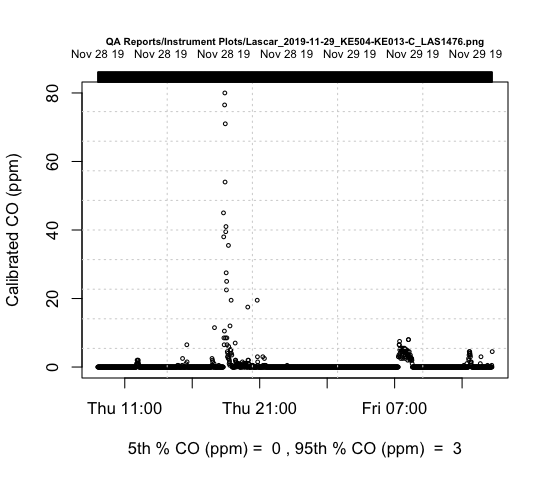 QA Reports/Instrument Plots/Lascar_2019-11-29_KE504-KE013-C_LAS1476.png
Nov 28 19 Nov 28 19 Nov 28 19 Nov 28 19 Nov 29 19 Nov 29 19 Nov 29 19
Calibrated CO (ppm)
80
60
40
20
0
Thu 11:00 Thu 21:00 Fri 07:00
5th % CO (ppm) = 0 , 95th % CO (ppm) = 3